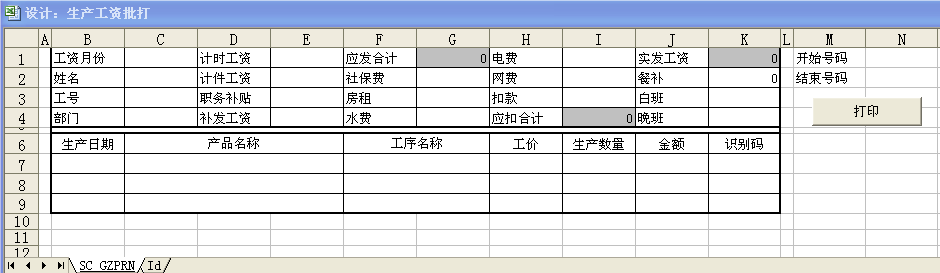 设计：生产工资批打
A B C D E F G H I J K L M N
1 工资月份 计时工资 应发合计 0 电费 实发工资 0 开始号码
2 姓名 计件工资 社保费 网费 餐补 0 结束号码
3 工号 职务补贴 房租 扣款 白班 打印
4 部门 补发工资 水费 应扣合计 0 晚班
6 生产日期 产品名称 工序名称 工价 生产数量 金额 识别码
7
8
9
10
11
12
SC_GZPRN Id